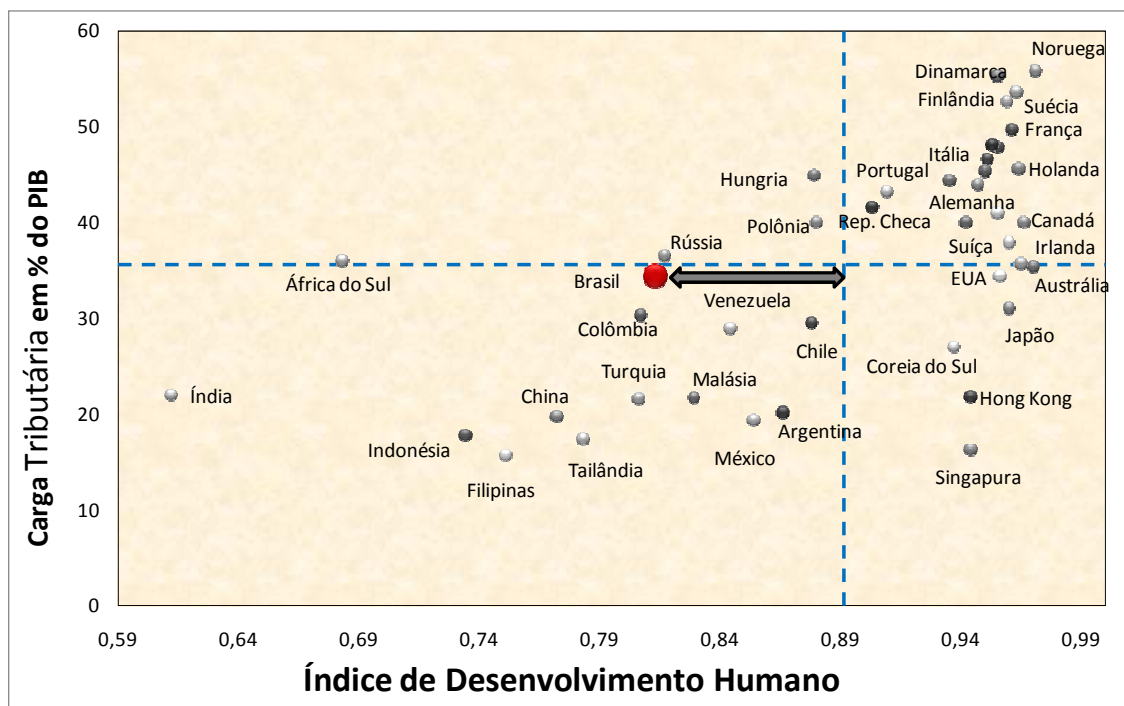 60
50
40
30
20
10
0
Carga Tributária em % do PIB
Noruega
Dinamarca
Finlândia
Suécia
França
Itália
Holanda
Portugal
Hungria
Alemanha
Rep. Checa
Canadá
Polônia
Rússia
Suíça
Irlanda
África do Sul
Brasil
EUA
Austrália
Venezuela
Colômbia
Japão
Chile
Coreia do Sul
Turquia
Malásia
Índia
China
Hong Kong
Argentina
Indonésia
Tailândia
México
Singapura
Filipinas
0,59
0,64
0,69
0,74
0,79
0,84
0,89
0,94
0,99
Índice de Desenvolvimento Humano